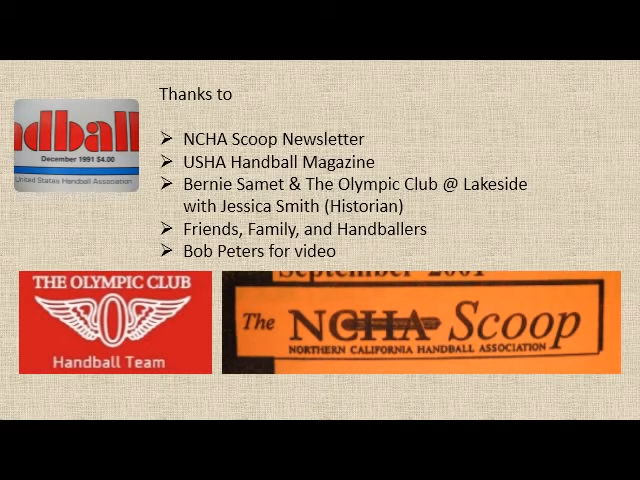 Thanks to
ndball
December 1991 $4.00
United States Handball Association
➢ NCHA Scoop Newsletter
➢ USHA Handball Magazine
➢ Bernie Samet & The Olympic Club @ Lakeside
with Jessica Smith (Historian)
➢ Friends, Family, and Handballers
➢ Bob Peters for video
THE OLYMPIC CLUB
O
Handball Team
September 2001
The NCHA Scoop
NORTHERN CALIFORNIA HANDBALL ASSOCIATION